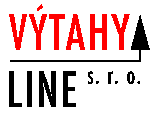 VÝTAHY
LINE s. r. o.